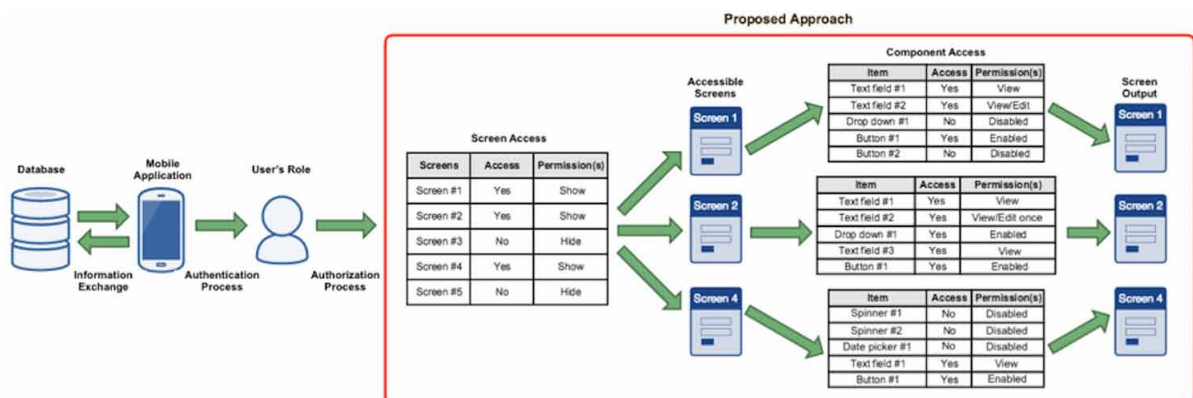 Proposed Approach
Database
Mobile
Application
User's Role
Information
Exchange
Authentication
Process
Authorization
Process
Screen Access
Screens Access Permission(s)
Screen #1 Yes Show
Screen #2 Yes Show
Screen #3 No Hide
Screen #4 Yes Show
Screen #5 No Hide
Accessible
Screens
Screen 1
Screen 2
Screen 4
Component Access
Item Access Permission(s)
Text field #1 Yes View
Text field #2 Yes View/Edit
Drop down #1 No Disabled
Button #1 Yes Enabled
Button #2 No Disabled
Item Access Permission(s)
Text field #1 Yes View
Text field #2 Yes View/Edit once
Drop down #1 Yes Enabled
Text field #3 Yes View
Button #1 Yes Enabled
Item Access Permission(s)
Spinner #1 No Disabled
Spinner #2 No Disabled
Date picker #1 No Disabled
Text field #1 Yes View
Button #1 Yes Enabled
Screen
Output
Screen 1
Screen 2
Screen 4